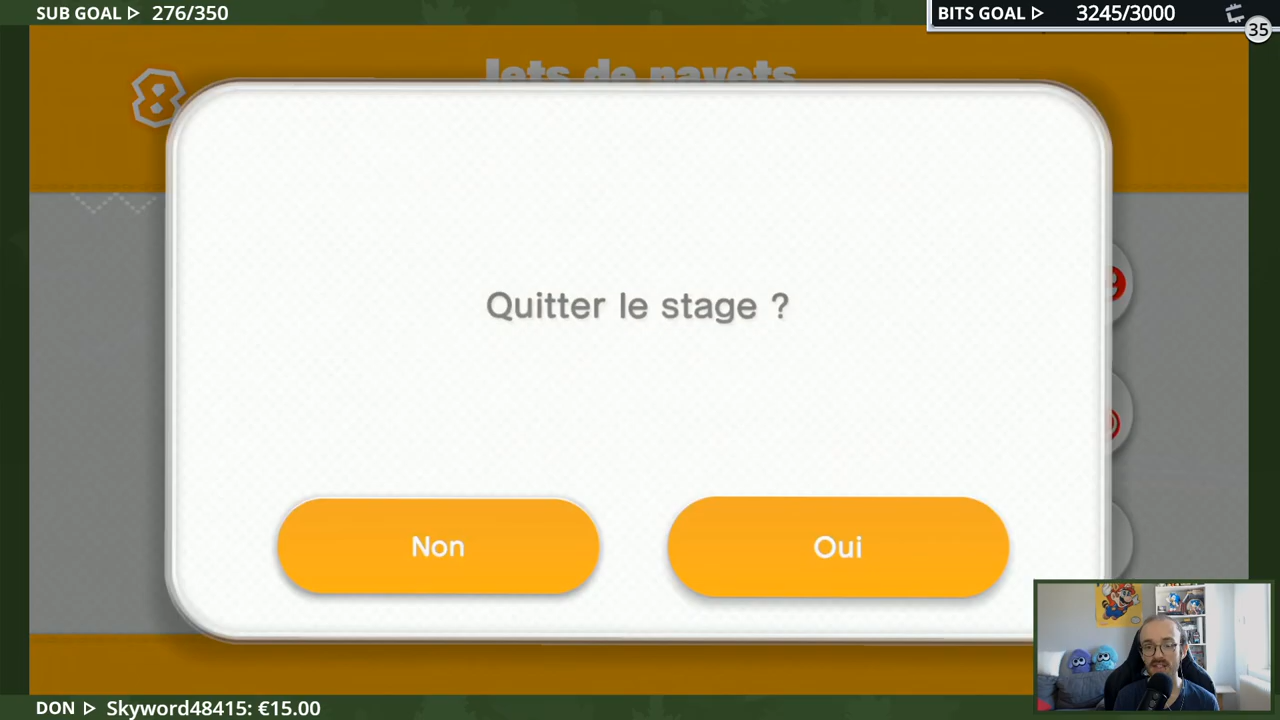 SUB GOAL ▷ 276/350
BITS GOAL ▷ 3245/3000
35
8
Jets de navets
Quitter le stage ?
Non
Oui
DON ▷ Skyword48415: €15.00